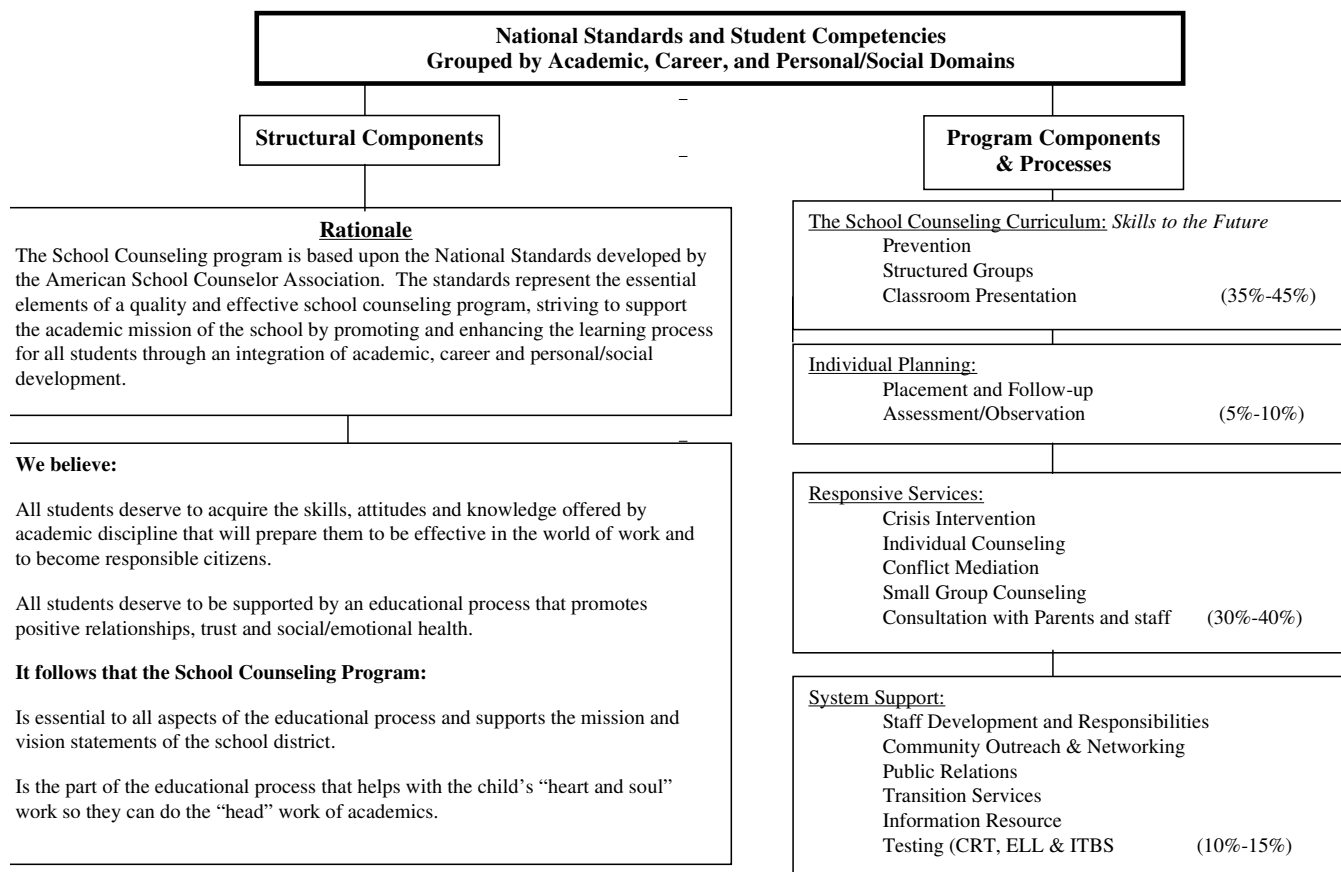 National Standards and Student Competencies
Grouped by Academic, Career, and Personal/Social Domains
Structural Components
Rationale
The School Counseling program is based upon the National Standards developed by
the American School Counselor Association.  The standards represent the essential
elements of a quality and effective school counseling program, striving to support
the academic mission of the school by promoting and enhancing the learning process
for all students through an integration of academic, career and personal/social
development.
We believe:
All students deserve to acquire the skills, attitudes and knowledge offered by
academic discipline that will prepare them to be effective in the world of work and
to become responsible citizens.
All students deserve to be supported by an educational process that promotes
positive relationships, trust and social/emotional health.
It follows that the School Counseling Program:
Is essential to all aspects of the educational process and supports the mission and
vision statements of the school district.
Is the part of the educational process that helps with the child’s “heart and soul”
work so they can do the “head” work of academics.
Program Components
& Processes
The School Counseling Curriculum: Skills to the Future
Prevention
Structured Groups
Classroom Presentation (35%-45%)
Individual Planning:
Placement and Follow-up
Assessment/Observation (5%-10%)
Responsive Services:
Crisis Intervention
Individual Counseling
Conflict Mediation
Small Group Counseling
Consultation with Parents and staff (30%-40%)
System Support:
Staff Development and Responsibilities
Community Outreach & Networking
Public Relations
Transition Services
Information Resource
Testing (CRT, ELL & ITBS (10%-15%)